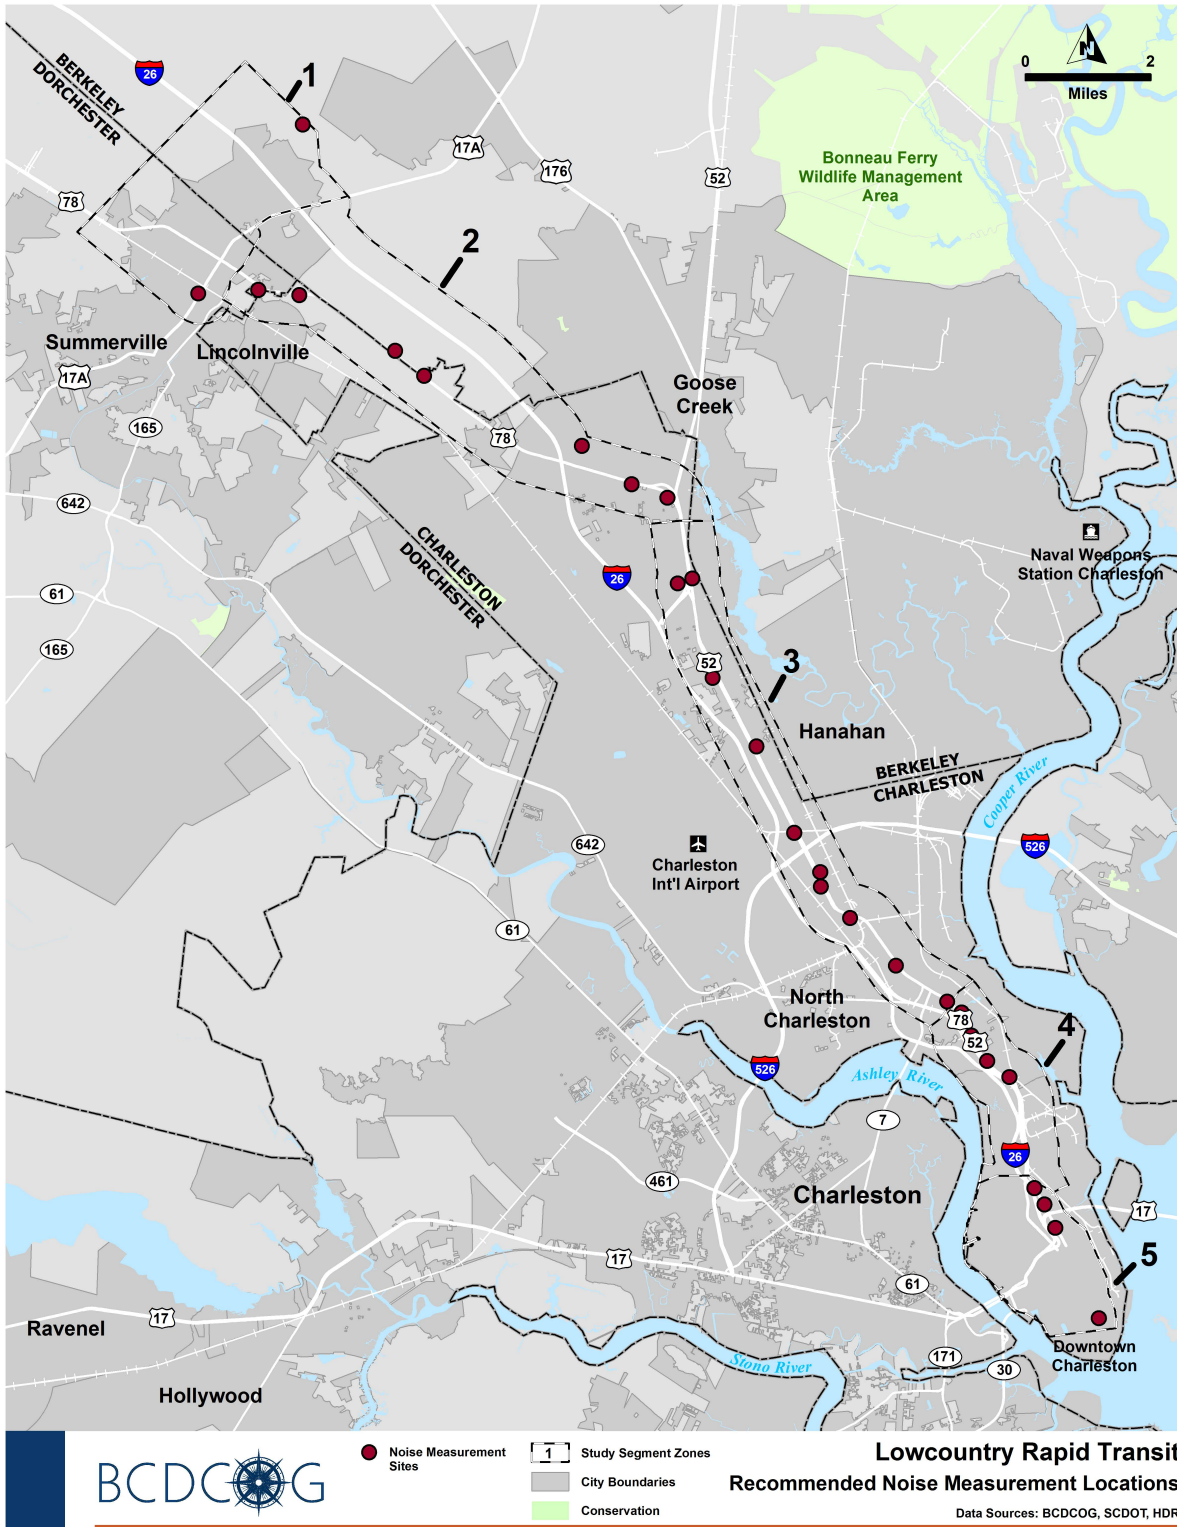 1
N
0 2
Miles
BERKELEY
DORCHESTER
26
17A
176
52
Bonneau Ferry
Wildlife Management
Area
78
2
Summerville
Lincolnville
17A
Goose
Creek
165
78
642
CHARLESTON
DORCHESTER
Naval Weapons
Station Charleston
26
61
165
52
3
Hanahan
BERKELEY
CHARLESTON
Cooper River
642
526
Charleston
Int'l Airport
61
North
Charleston
78
52
4
526
Ashley River
7
26
461
Charleston
17
17
5
61
17
Ravenel
Downtown
Charleston
171
30
Stono River
Hollywood
BCDCOG
Noise Measurement
Sites
1
Study Segment Zones
City Boundaries
Conservation
Lowcountry Rapid Transit
Recommended Noise Measurement Locations
Data Sources: BCDCOG, SCDOT, HDR